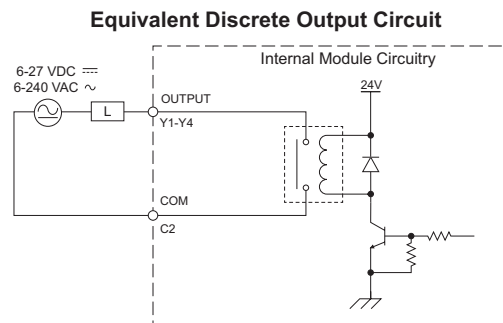 Equivalent Discrete Output Circuit
Internal Module Circuitry
6-27 VDC ⎓
6-240 VAC ∿
24V
L
OUTPUT
Y1-Y4
COM
C2